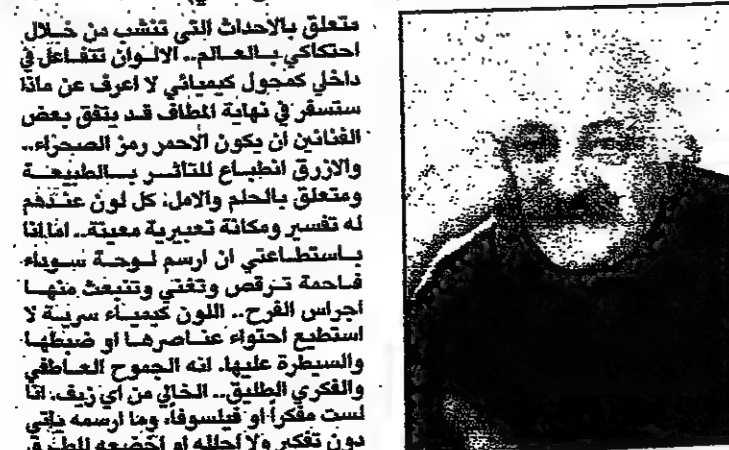 متعلق بالاحداث التي تنشب من خلال
احتكاكي بالعالم.. الالوان تتفاعل في
داخلي كمحول كيميائي لا اعرف عن ماذا
ستسفر في نهاية المطاف قد يتفق بعض
الفنانين ان يكون الاحمر رمز الصحراء..
والازرق انطباع للتأثر بالطبيعة
ومتعلق بالحلم والامل: كل لون عندهم
له تفسير ومكانة تعبيرية معينة.. اما انا
باستطاعتي ان ارسم لوحة سوداء
فاحمة ترقص وتغني وتنبعث منها
اجراس الفرح.. اللون كيمياء سرية لا
استطيع احتواء عناصرها او ضبطها
والسيطرة عليها. انه الجموح العاطفي
والفكري الطليق.. الخالي من اي زيف. انا
لست مفكراً أو فيلسوفاً، وما ارسمه يأتي
دون تفكير ولا احلله او اخضعه للطرق